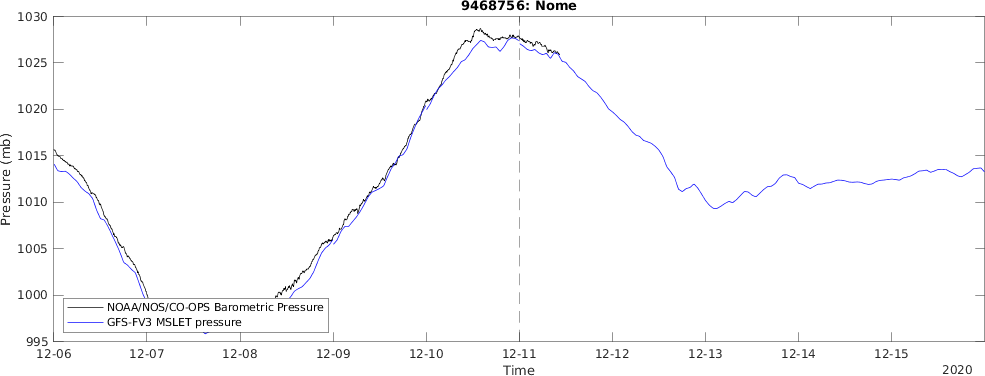 9468756: Nome
Pressure (mb)
1030
1025
1020
1015
1010
1005
1000
995
NOAA/NOS/CO-OPS Barometric Pressure
GFS-FV3 MSLET pressure
12-06 12-07 12-08 12-09 12-10 12-11 12-12 12-13 12-14 12-15
Time
2020